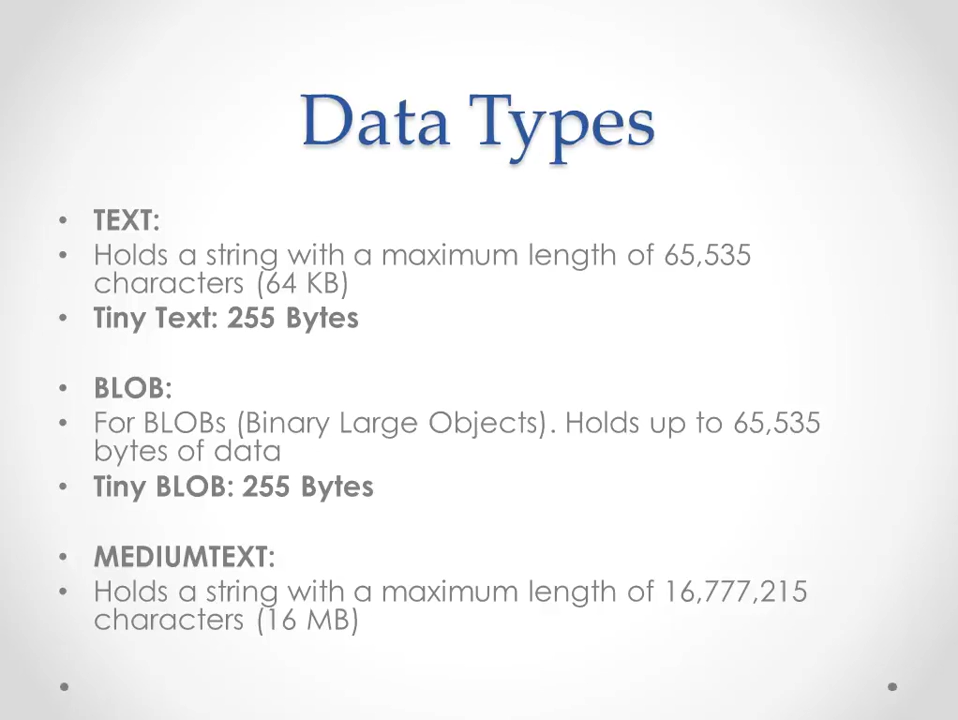 Data Types
• TEXT:
• Holds a string with a maximum length of 65,535
characters (64 KB)
• Tiny Text: 255 Bytes
• BLOB:
• For BLOBs (Binary Large Objects). Holds up to 65,535
bytes of data
• Tiny BLOB: 255 Bytes
• MEDIUMTEXT:
• Holds a string with a maximum length of 16,777,215
characters (16 MB)